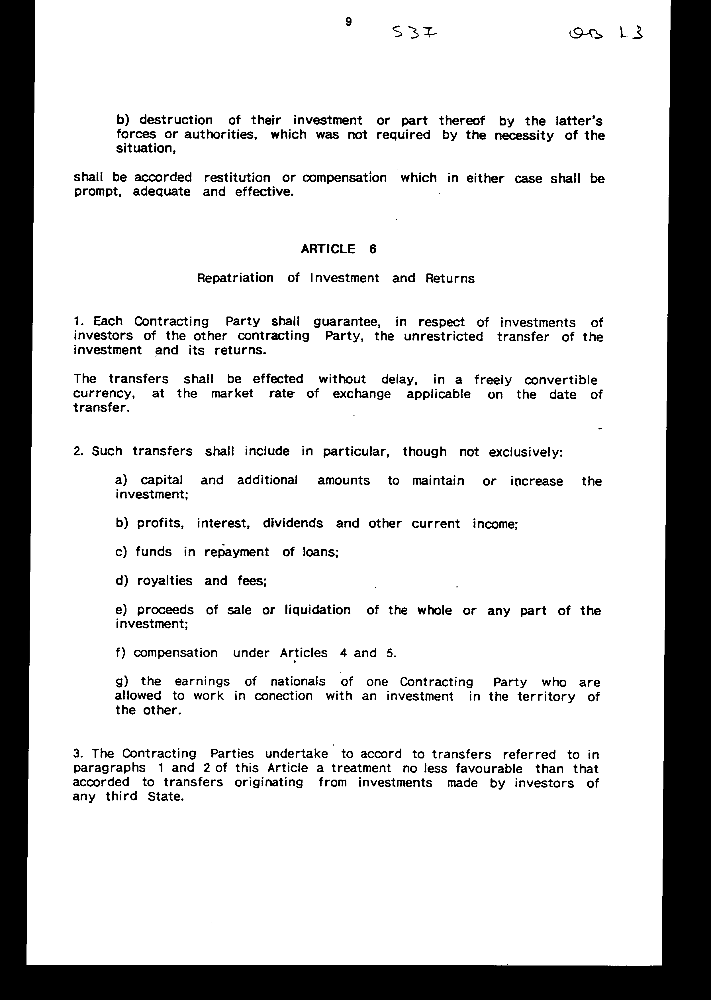 9
S 37
L 3
b) destruction of their investment or part thereof by the latter's
forces or authorities, which was not required by the necessity of the
situation,
shall be accorded restitution or compensation which in either case shall be
prompt, adequate and effective.
ARTICLE 6
Repatriation of Investment and Returns
1. Each Contracting Party shall guarantee, in respect of investments of
investors of the other contracting Party, the unrestricted transfer of the
investment and its returns.
The transfers shall be effected without delay, in a freely convertible
currency, at the market rate of exchange applicable on the date of
transfer.
2. Such transfers shall include in particular, though not exclusively:
a) capital and additional amounts to maintain or increase the
investment;
b) profits, interest, dividends and other current income;
c) funds in repayment of loans;
d) royalties and fees;
e) proceeds of sale or liquidation of the whole or any part of the
investment;
f) compensation under Articles 4 and 5.
g) the earnings of nationals of one Contracting Party who are
allowed to work in conection with an investment in the territory of
the other.
3. The Contracting Parties undertake to accord to transfers referred to in
paragraphs 1 and 2 of this Article a treatment no less favourable than that
accorded to transfers originating from investments made by investors of
any third State.